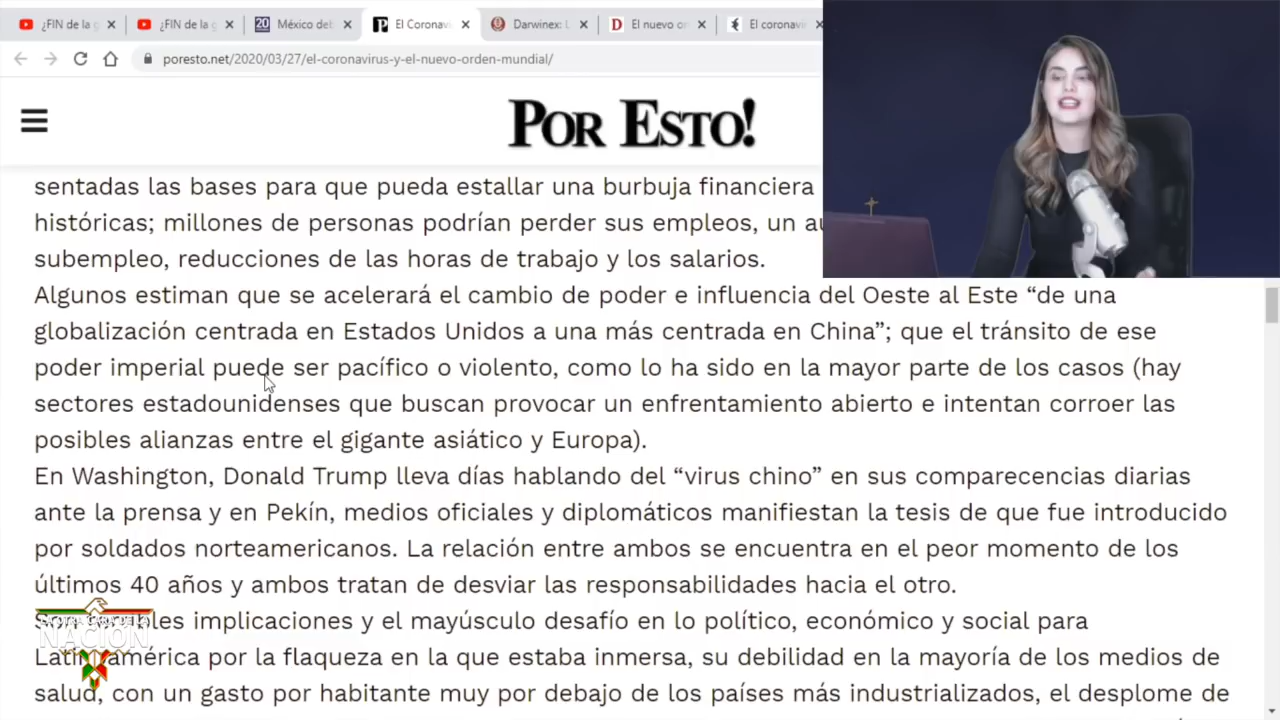 ¿FIN de la g
¿FIN de la g
20
México deb
P
El Coronav
Darwinex: U
D
El nuevo or
El coronavi
poresto.net/2020/03/27/el-coronavirus-y-el-nuevo-orden-mundial/
POR ESTO!
sentadas las bases para que pueda estallar una burbuja financiera
históricas; millones de personas podrían perder sus empleos, un au
subempleo, reducciones de las horas de trabajo y los salarios.
Algunos estiman que se acelerará el cambio de poder e influencia del Oeste al Este “de una
globalización centrada en Estados Unidos a una más centrada en China”; que el tránsito de ese
poder imperial puede ser pacífico o violento, como lo ha sido en la mayor parte de los casos (hay
sectores estadounidenses que buscan provocar un enfrentamiento abierto e intentan corroer las
posibles alianzas entre el gigante asiático y Europa).
En Washington, Donald Trump lleva días hablando del “virus chino” en sus comparecencias diarias
ante la prensa y en Pekín, medios oficiales y diplomáticos manifiestan la tesis de que fue introducido
por soldados norteamericanos. La relación entre ambos se encuentra en el peor momento de los
últimos 40 años y ambos tratan de desviar las responsabilidades hacia el otro.
implicaciones y el mayúsculo desafío en lo político, económico y social para
LA OTRA CARA DE LA
NACIÓN
Latinoamérica por la flaqueza en la que estaba inmersa, su debilidad en la mayoría de los medios de
salud, con un gasto por habitante muy por debajo de los países más industrializados, el desplome de